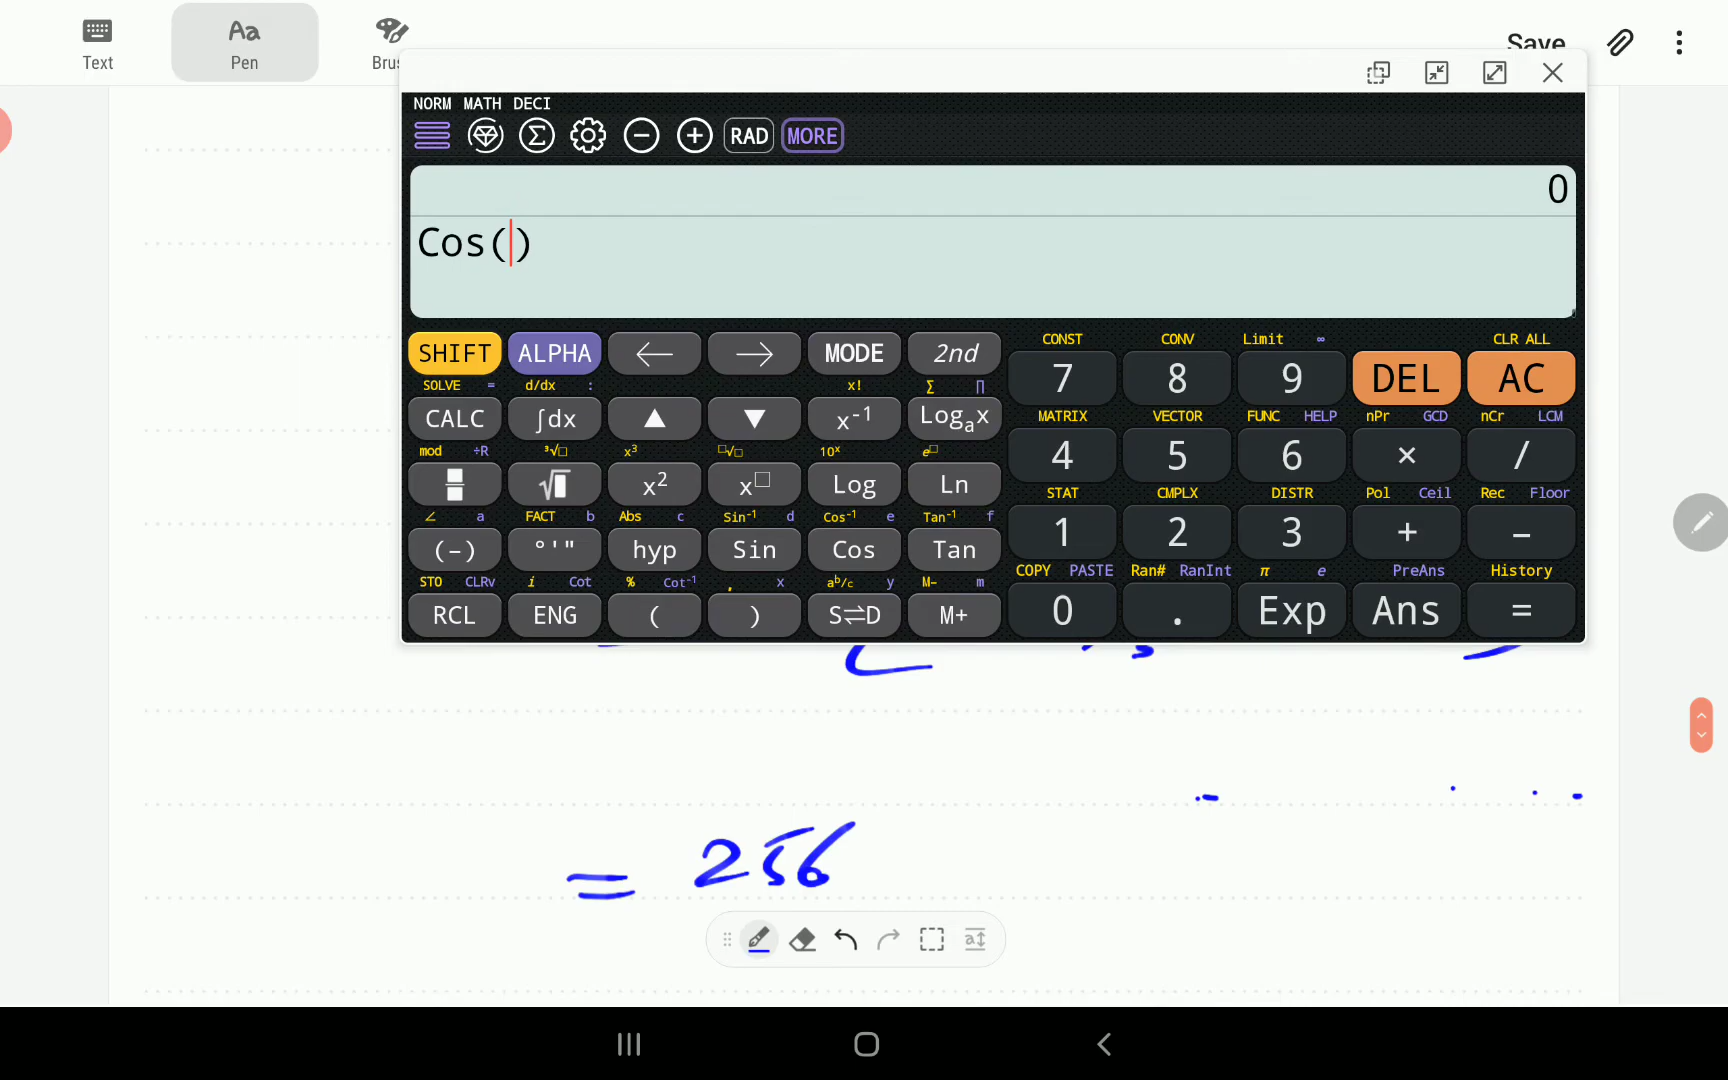 Text Pen Save
NORM MATH DECI
RAD MORE
0
Cos()
CONST CONV Limit ∞ CLR ALL
SHIFT ALPHA ← → MODE 2nd 7 8 9 DEL AC
SOLVE = d/dx : x! Σ ∏ MATRIX VECTOR FUNC HELP nPr GCD nCr LCM
CALC ∫dx ▲ ▼ x⁻¹ Logₐx 4 5 6 × /
mod ÷R ³√□ x³ □√□ 10ˣ e□ STAT CMPLX DISTR Pol Ceil Rec Floor
√ x² x□ Log Ln 1 2 3 + –
∠ a FACT b Abs c Sin⁻¹ d Cos⁻¹ e Tan⁻¹ f
(–) °'" hyp Sin Cos Tan
COPY PASTE Ran# RanInt π e PreAns History
STO CLRv i Cot % Cot⁻¹ , x aᵇ/c y M– m
RCL ENG ( ) S⇌D M+ 0 . Exp Ans =
= 256